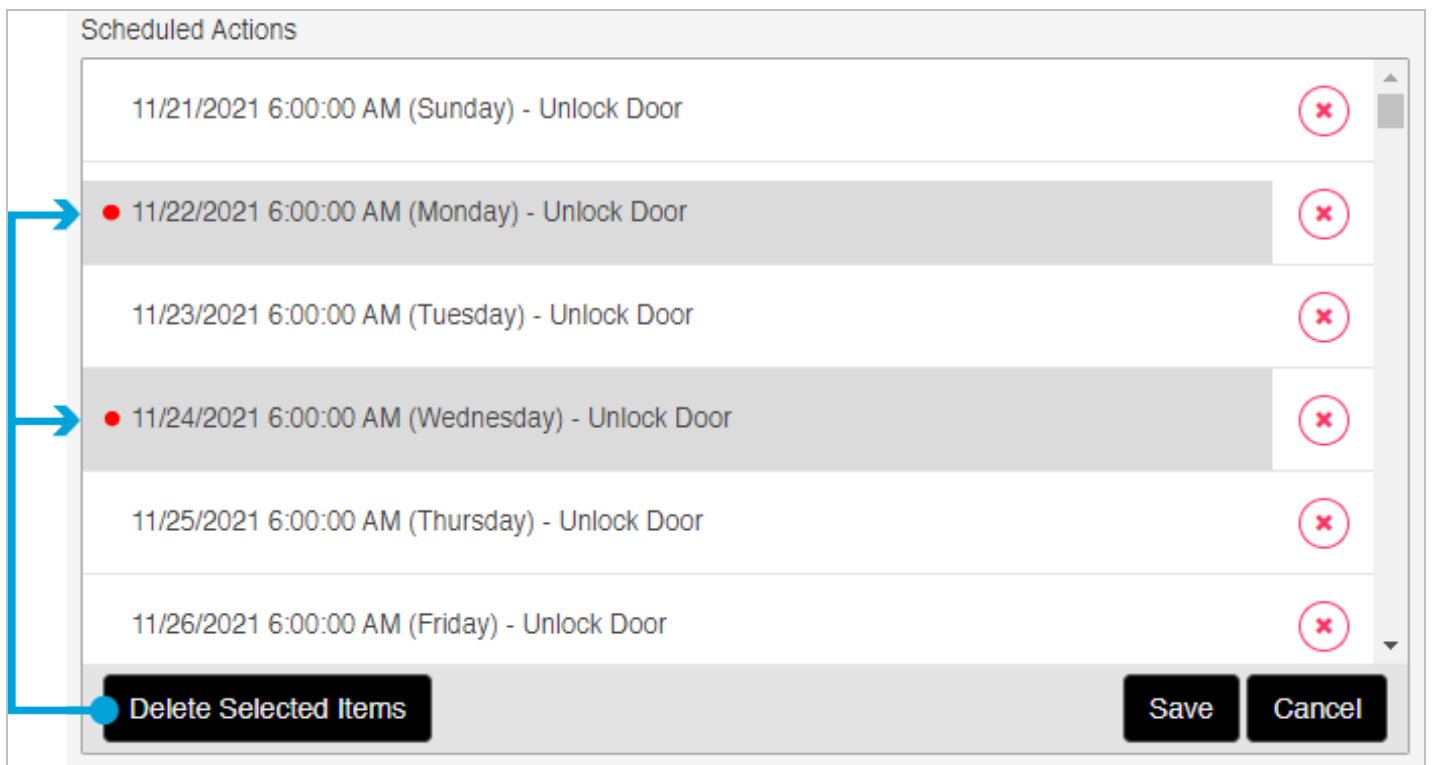 Scheduled Actions
11/21/2021 6:00:00 AM (Sunday) - Unlock Door
11/22/2021 6:00:00 AM (Monday) - Unlock Door
11/23/2021 6:00:00 AM (Tuesday) - Unlock Door
11/24/2021 6:00:00 AM (Wednesday) - Unlock Door
11/25/2021 6:00:00 AM (Thursday) - Unlock Door
11/26/2021 6:00:00 AM (Friday) - Unlock Door
Delete Selected Items Save Cancel